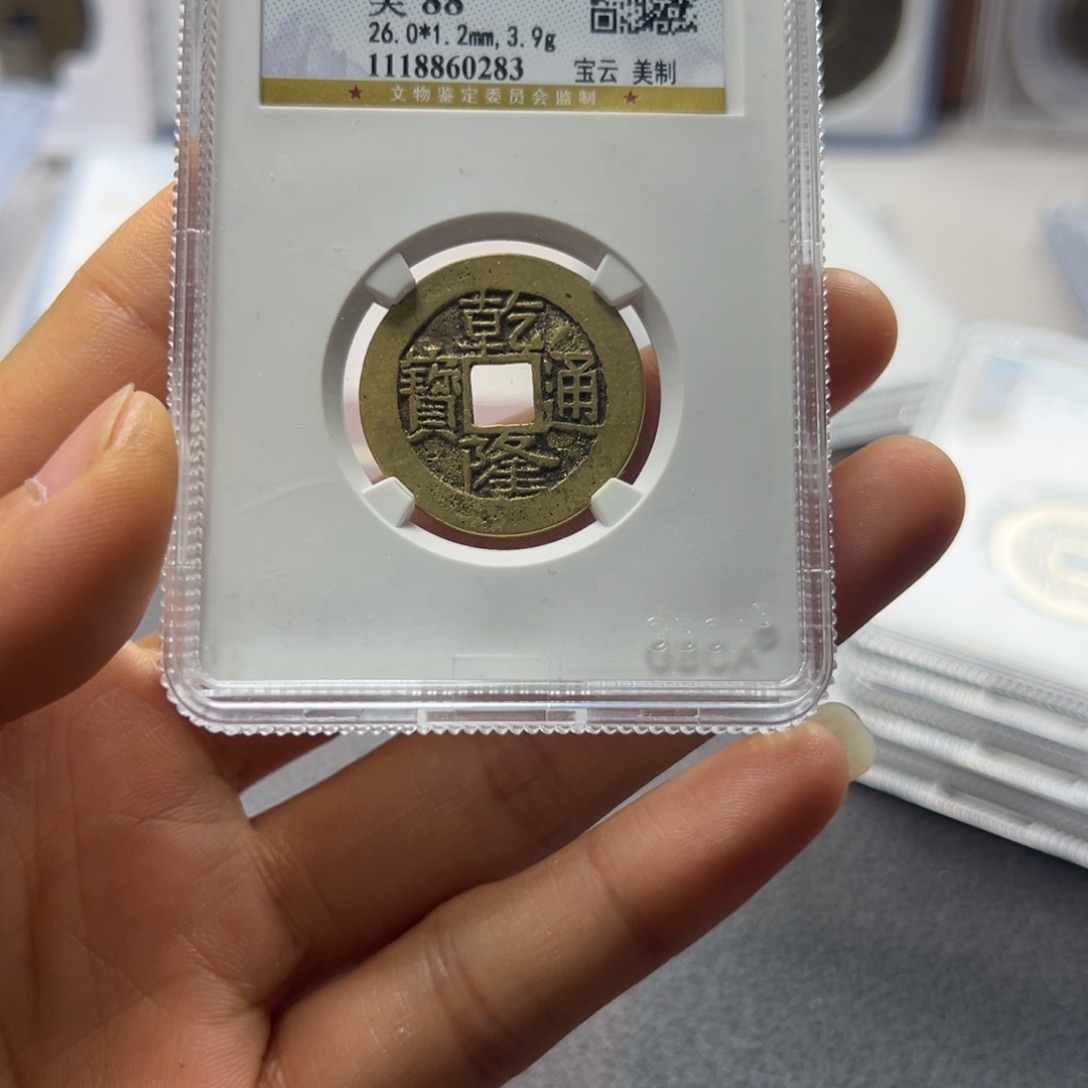 美 88
26.0*1.2mm, 3.9g
1118860283 宝云 美制
★ 文物鉴定委员会监制 ★
乾
寶 通
隆
GBCA